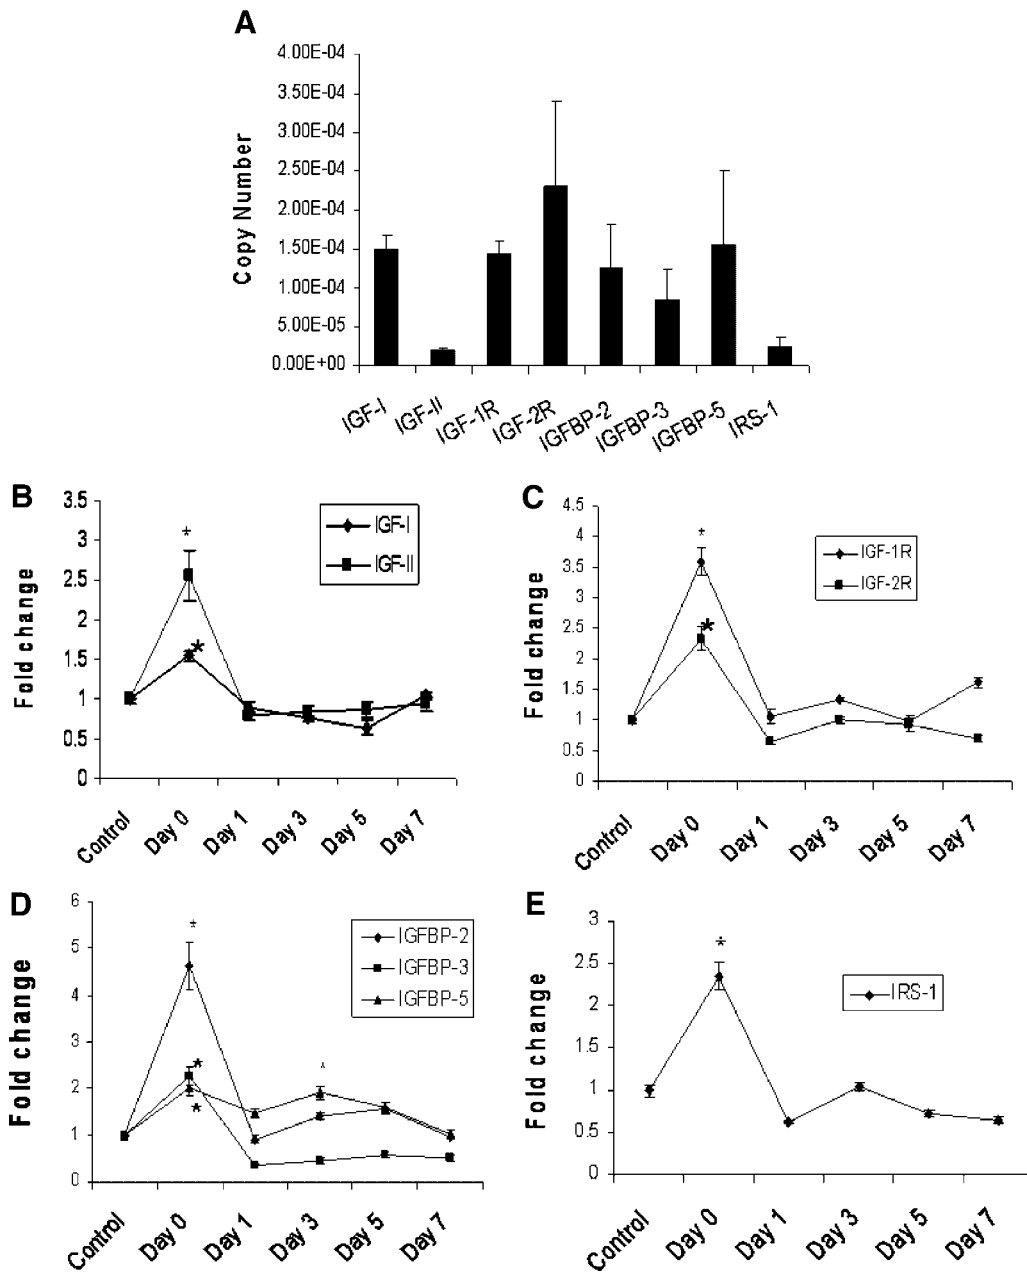 A
Copy Number
4.00E-04
3.50E-04
3.00E-04
2.50E-04
2.00E-04
1.50E-04
1.00E-04
5.00E-05
0.00E+00
IGF-I
IGF-II
IGF-1R
IGF-2R
IGFBP-2
IGFBP-3
IGFBP-5
IRS-1
B
Fold change
3.5
3
2.5
2
1.5
1
0.5
0
*
*
IGF-I
IGF-II
Control
Day 0
Day 1
Day 3
Day 5
Day 7
C
Fold change
4.5
4
3.5
3
2.5
2
1.5
1
0.5
0
*
*
IGF-1R
IGF-2R
Control
Day 0
Day 1
Day 3
Day 5
Day 7
D
Fold change
6
5
4
3
2
1
0
*
*
*
*
IGFBP-2
IGFBP-3
IGFBP-5
Control
Day 0
Day 1
Day 3
Day 5
Day 7
E
Fold change
3
2.5
2
1.5
1
0.5
0
*
IRS-1
Control
Day 0
Day 1
Day 3
Day 5
Day 7